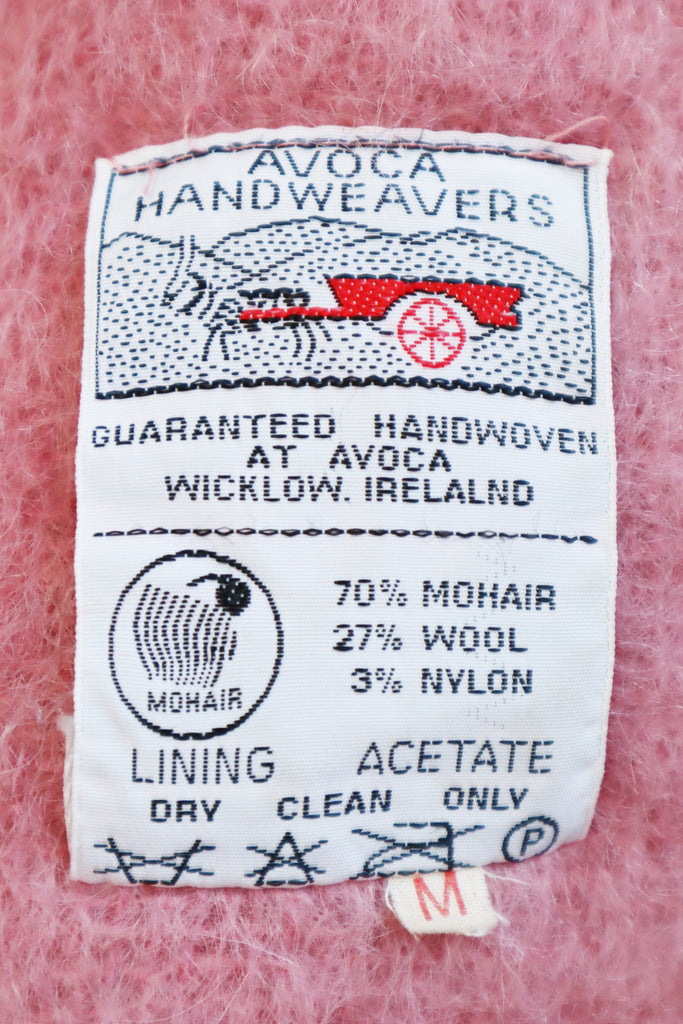 AVOCA
HANDWEAVERS
GUARANTEED HANDWOVEN
AT AVOCA
WICKLOW. IRELALND
70% MOHAIR
27% WOOL
3% NYLON
MOHAIR
LINING ACETATE
DRY CLEAN ONLY
P
M